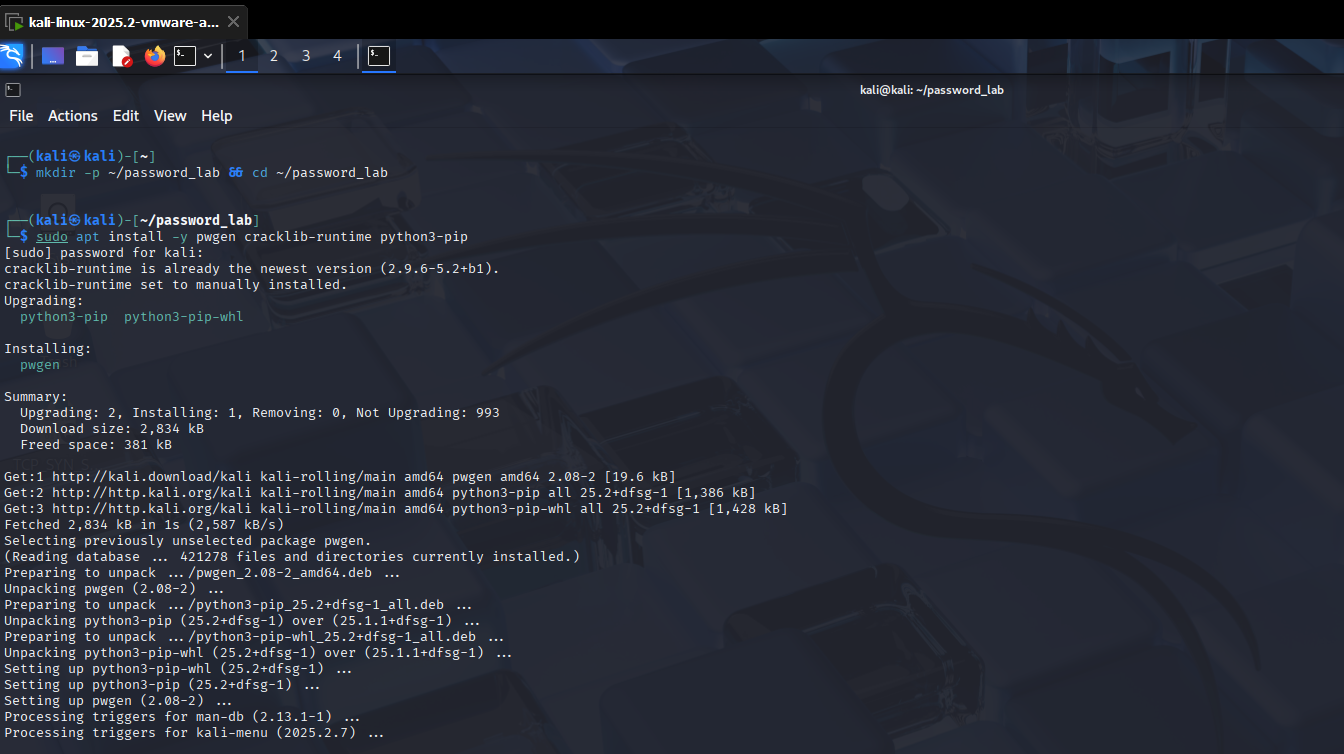 kali-linux-2025.2-vmware-a...
1 2 3 4
kali@kali: ~/password_lab
File Actions Edit View Help
┌──(kali㉿kali)-[~]
└─$ mkdir -p ~/password_lab && cd ~/password_lab
┌──(kali㉿kali)-[~/password_lab]
└─$ sudo apt install -y pwgen cracklib-runtime python3-pip
[sudo] password for kali:
cracklib-runtime is already the newest version (2.9.6-5.2+b1).
cracklib-runtime set to manually installed.
Upgrading:
python3-pip python3-pip-whl
Installing:
pwgen
Summary:
Upgrading: 2, Installing: 1, Removing: 0, Not Upgrading: 993
Download size: 2,834 kB
Freed space: 381 kB
Get:1 http://kali.download/kali kali-rolling/main amd64 pwgen amd64 2.08-2 [19.6 kB]
Get:2 http://http.kali.org/kali kali-rolling/main amd64 python3-pip all 25.2+dfsg-1 [1,386 kB]
Get:3 http://http.kali.org/kali kali-rolling/main amd64 python3-pip-whl all 25.2+dfsg-1 [1,428 kB]
Fetched 2,834 kB in 1s (2,587 kB/s)
Selecting previously unselected package pwgen.
(Reading database ... 421278 files and directories currently installed.)
Preparing to unpack .../pwgen_2.08-2_amd64.deb ...
Unpacking pwgen (2.08-2) ...
Preparing to unpack .../python3-pip_25.2+dfsg-1_all.deb ...
Unpacking python3-pip (25.2+dfsg-1) over (25.1.1+dfsg-1) ...
Preparing to unpack .../python3-pip-whl_25.2+dfsg-1_all.deb ...
Unpacking python3-pip-whl (25.2+dfsg-1) over (25.1.1+dfsg-1) ...
Setting up python3-pip-whl (25.2+dfsg-1) ...
Setting up python3-pip (25.2+dfsg-1) ...
Setting up pwgen (2.08-2) ...
Processing triggers for man-db (2.13.1-1) ...
Processing triggers for kali-menu (2025.2.7) ...